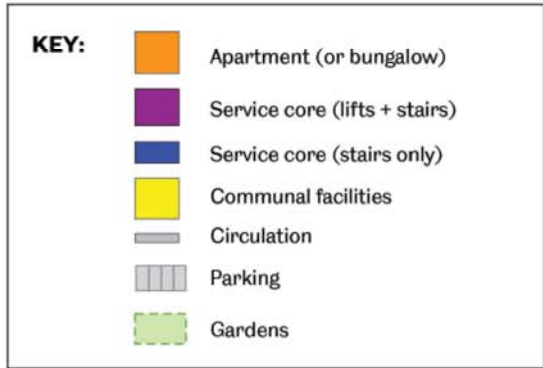 KEY:
Apartment (or bungalow)
Service core (lifts + stairs)
Service core (stairs only)
Communal facilities
Circulation
Parking
Gardens